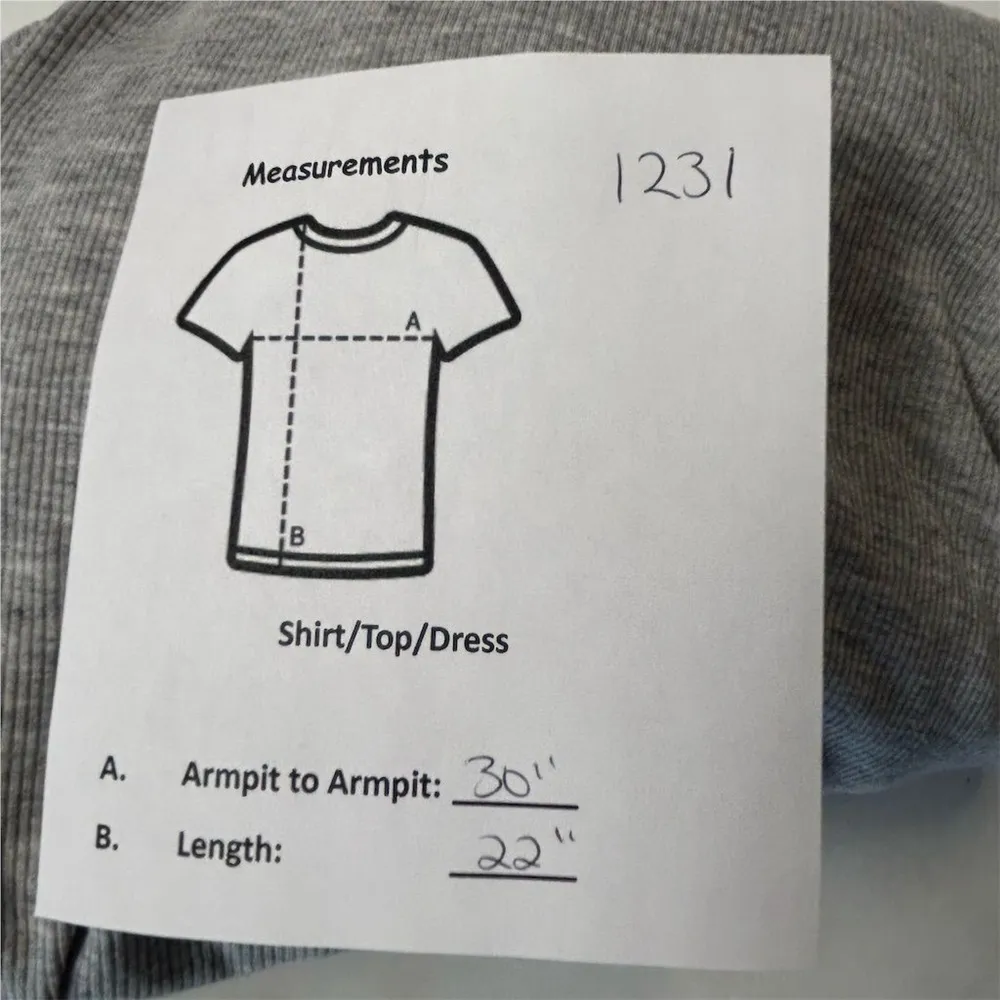 Measurements 1231
A
B
Shirt/Top/Dress
A. Armpit to Armpit: 30"
B. Length: 22"